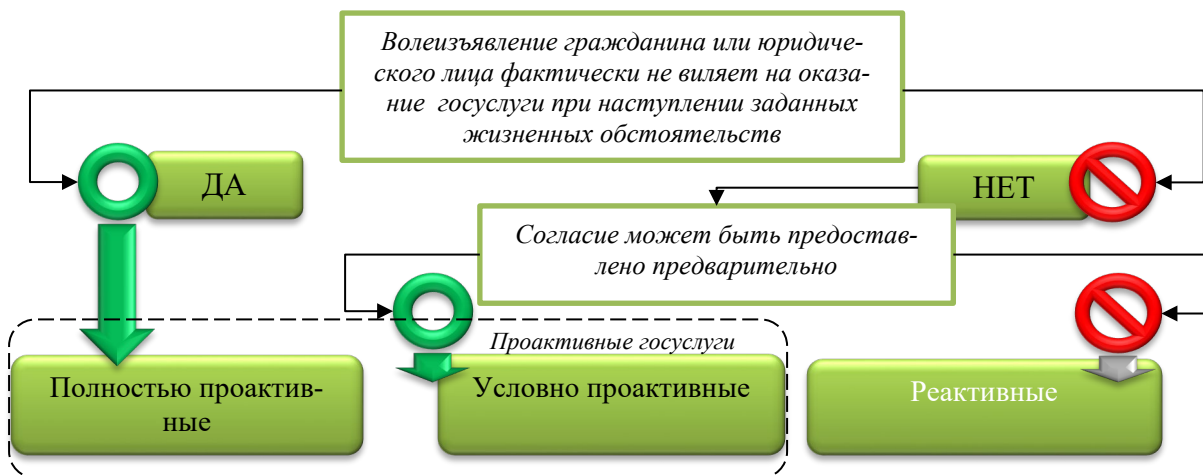 Волеизъявление гражданина или юридиче-
ского лица фактически не виляет на оказа-
ние госуслуги при наступлении заданных
жизненных обстоятельств
ДА
НЕТ
Согласие может быть предостав-
лено предварительно
Проактивные госуслуги
Полностью проактив-
ные
Условно проактивные
Реактивные